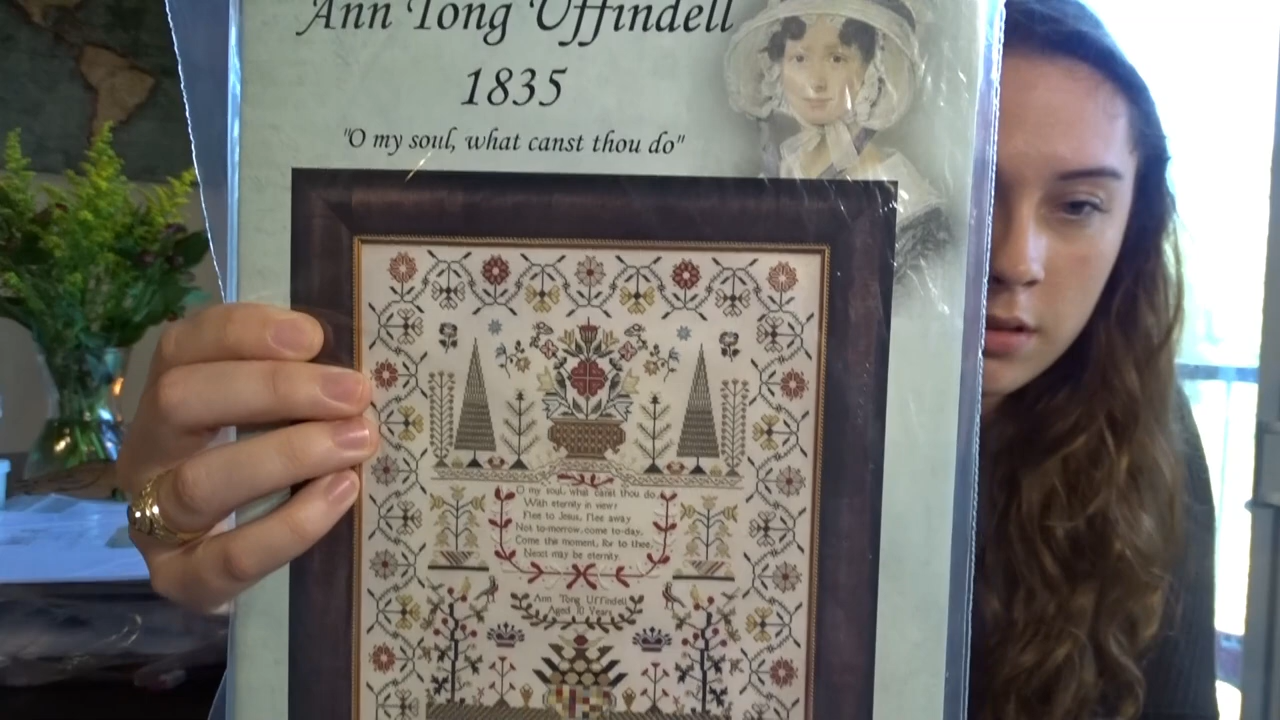 Ann Tong Uffindell
1835
"O my soul, what canst thou do"
O my soul, what canst thou do,
With eternity in view?
Flee to Jesus, flee away
Not to-morrow, come to-day,
Come this moment, for to thee,
Next may be eternity.
Ann Tong Uffindell
Aged 10 Years